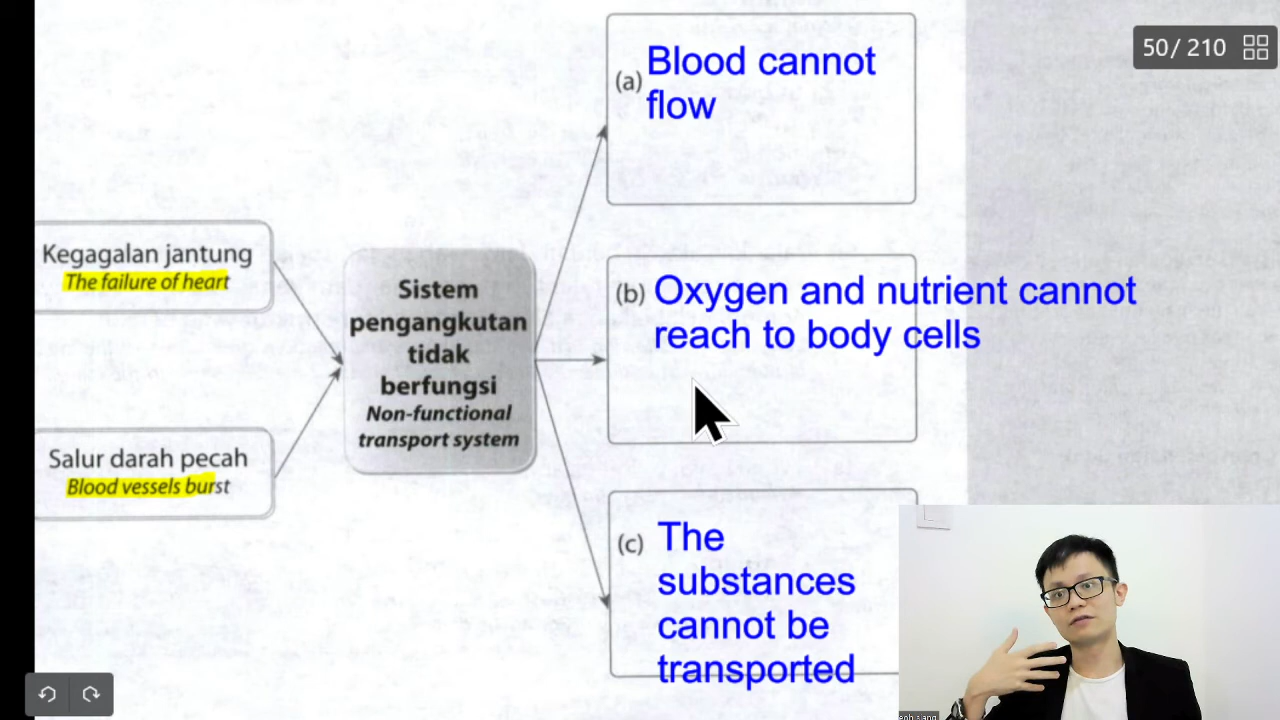 50/ 210
(a) Blood cannot
flow
Kegagalan jantung
The failure of heart
Salur darah pecah
Blood vessels burst
Sistem
pengangkutan
tidak
berfungsi
Non-functional
transport system
(b) Oxygen and nutrient cannot
reach to body cells
(c) The
substances
cannot be
transported